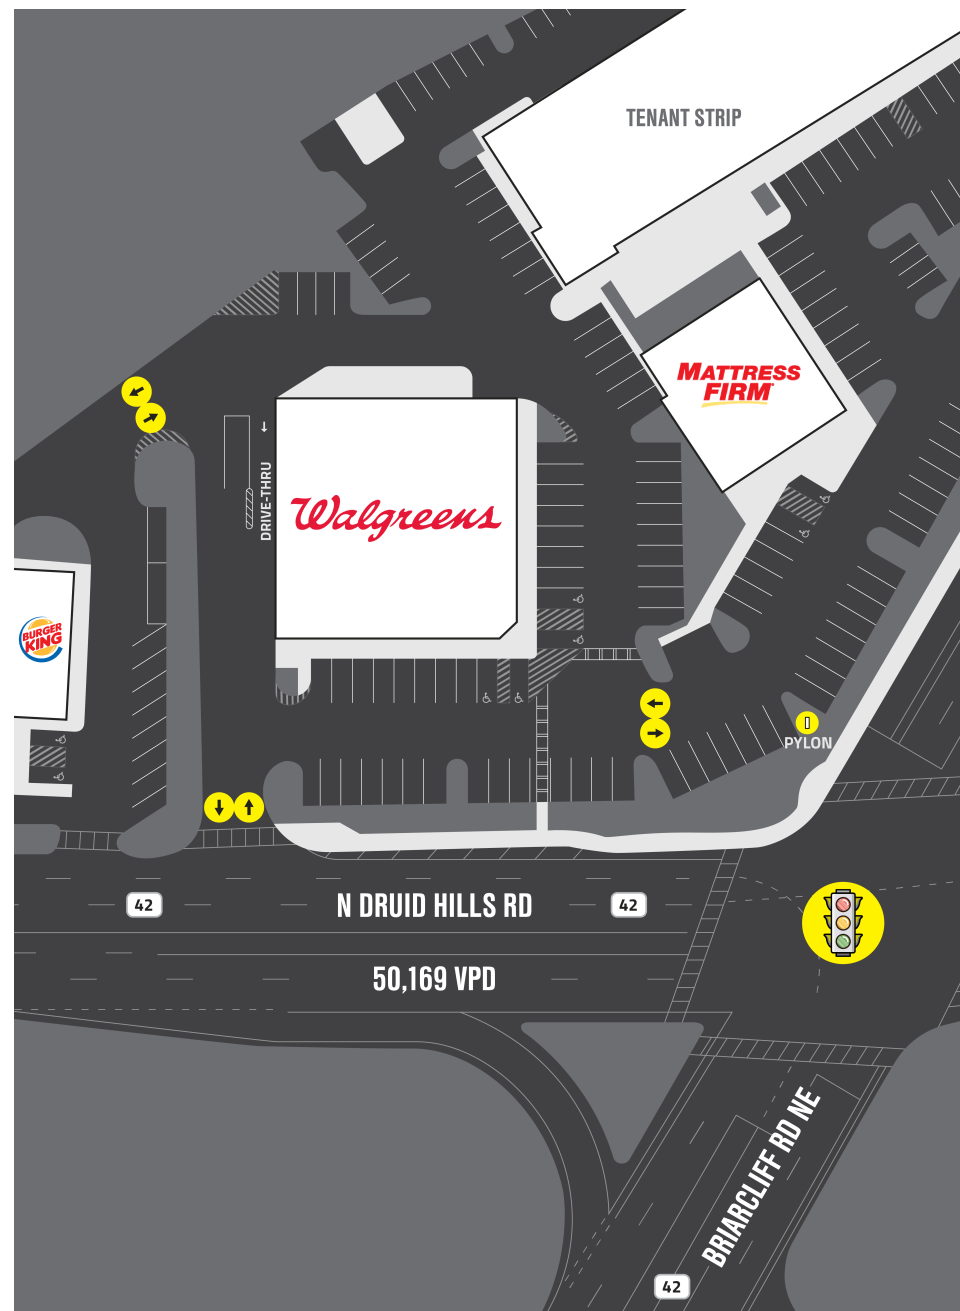 TENANT STRIP
MATTRESS
FIRM
DRIVE-THRU
Walgreens
BURGER
KING
PYLON
42
N DRUID HILLS RD
42
50,169 VPD
BRIARCLIFF RD NE
42